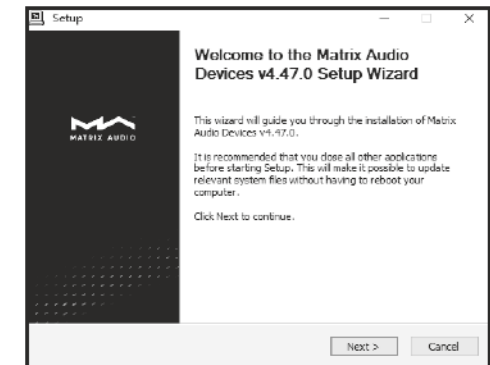 Setup
Welcome to the Matrix Audio
Devices v4.47.0 Setup Wizard
MATRIX AUDIO
This wizard will guide you through the installation of Matrix
Audio Devices v4.47.0.
It is recommended that you close all other applications
before starting Setup. This will make it possible to update
relevant system files without having to reboot your
computer.
Click Next to continue.
Next >
Cancel